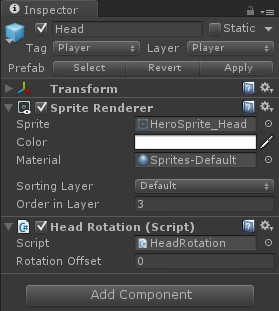 Inspector
Head Static
Tag Player Layer Player
Prefab Select Revert Apply
Transform
Sprite Renderer
Sprite HeroSprite_Head
Color
Material Sprites-Default
Sorting Layer Default
Order in Layer 3
Head Rotation (Script)
Script HeadRotation
Rotation Offset 0
Add Component